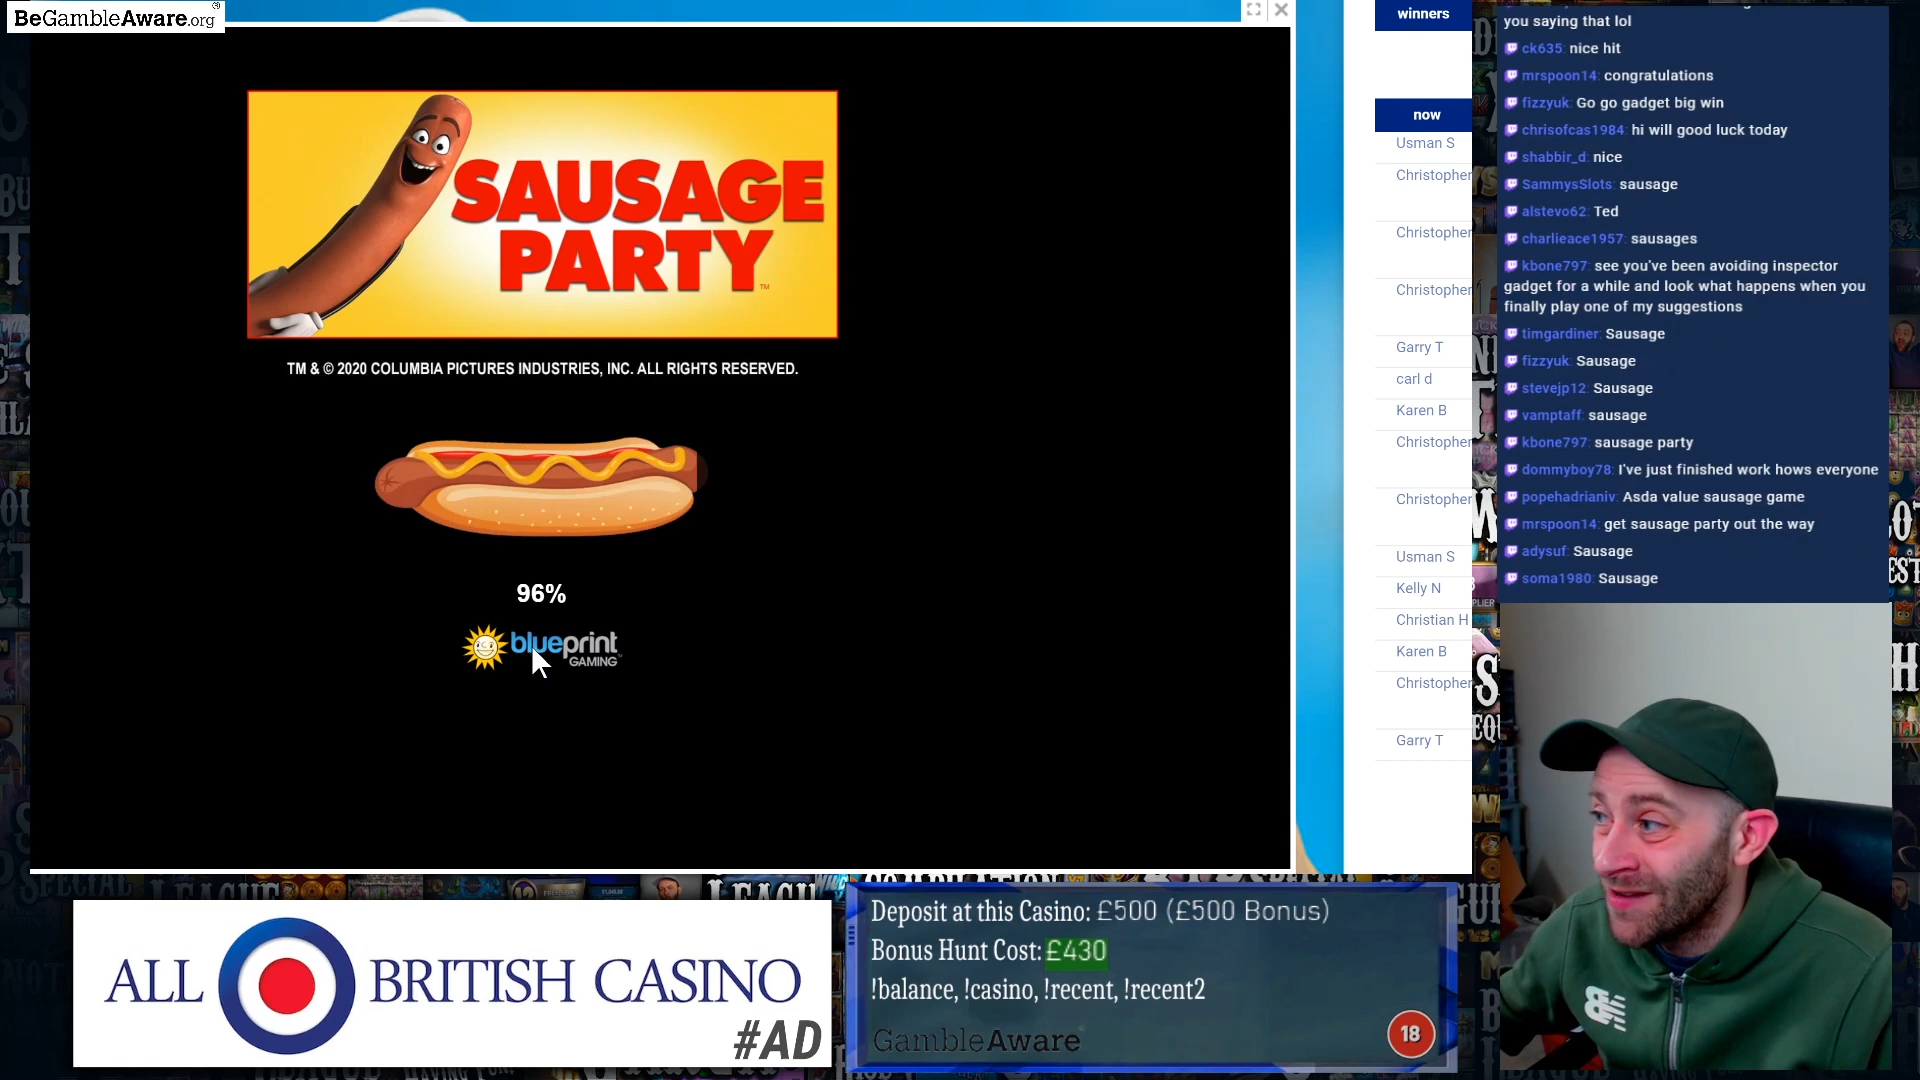 BeGambleAware.org®
SAUSAGE
PARTY™
TM & © 2020 COLUMBIA PICTURES INDUSTRIES, INC. ALL RIGHTS RESERVED.
96%
blueprint
GAMING™
winners
now
Usman S
Christopher
Christopher
Christopher
Garry T
carl d
Karen B
Christopher
Christopher
Usman S
Kelly N
Christian H
Karen B
Christopher
Garry T
you saying that lol
ck635: nice hit
mrspoon14: congratulations
fizzyuk: Go go gadget big win
chrisofcas1984: hi will good luck today
shabbir_d: nice
SammysSlots: sausage
alstevo62: Ted
charlieace1957: sausages
kbone797: see you've been avoiding inspector
gadget for a while and look what happens when you
finally play one of my suggestions
timgardiner: Sausage
fizzyuk: Sausage
stevejp12: Sausage
vamptaff: sausage
kbone797: sausage party
dommyboy78: I've just finished work hows everyone
popehadrianiv: Asda value sausage game
mrspoon14: get sausage party out the way
adysuf: Sausage
soma1980: Sausage
ALL BRITISH CASINO
#AD
Deposit at this Casino: £500 (£500 Bonus)
Bonus Hunt Cost: £430
!balance, !casino, !recent, !recent2
GambleAware
18